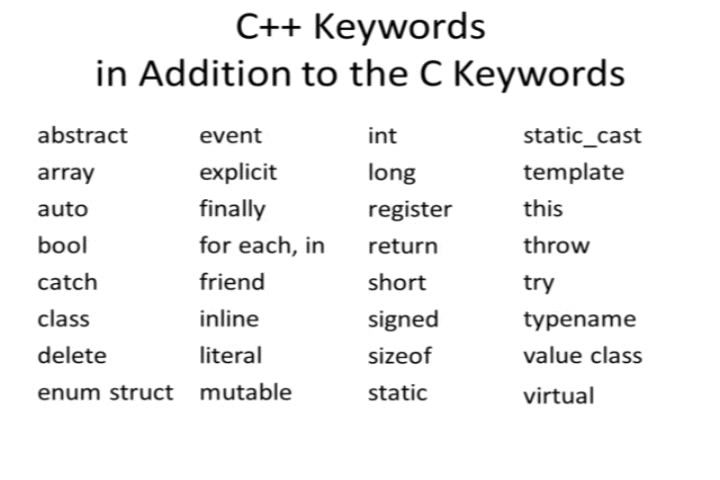 C++ Keywords
in Addition to the C Keywords
abstract event int static_cast
array explicit long template
auto finally register this
bool for each, in return throw
catch friend short try
class inline signed typename
delete literal sizeof value class
enum struct mutable static virtual